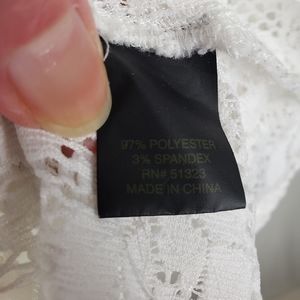 97% POLYESTER
3% SPANDEX
RN# 51323
MADE IN CHINA